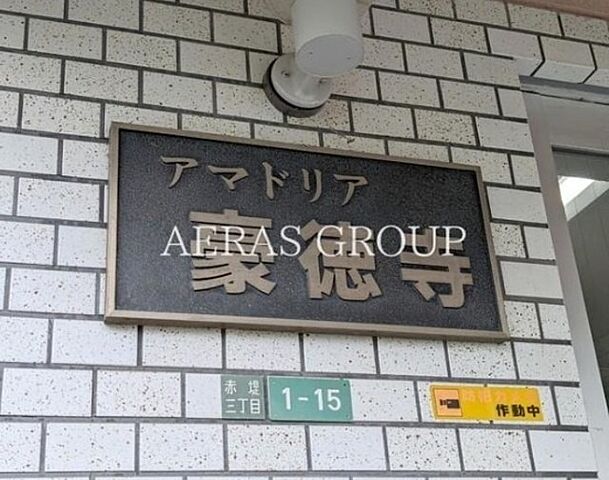 アマドリア
豪徳寺
AERAS GROUP
赤堤
三丁目
1-15
防犯カメラ
作動中